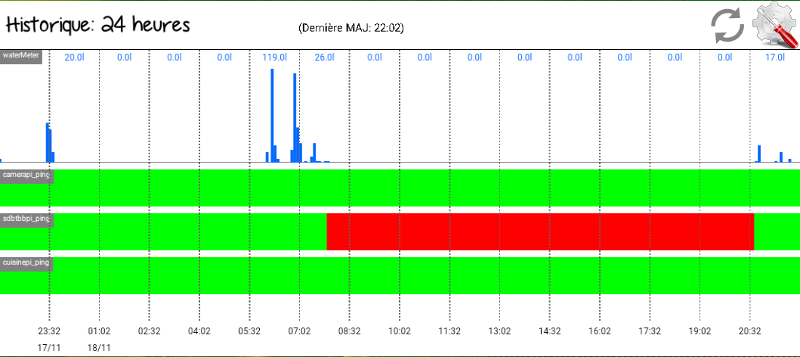 Historique: 24 heures
(Dernière MAJ: 22:02)
waterMeter
20.0l 0.0l 0.0l 0.0l 119.0l 26.0l 0.0l 0.0l 0.0l 0.0l 0.0l 0.0l 0.0l 0.0l 17.0l
camerapi_ping
sdbtbbpi_ping
cuisinepi_ping
23:32 01:02 02:32 04:02 05:32 07:02 08:32 10:02 11:32 13:02 14:32 16:02 17:32 19:02 20:32
17/11 18/11